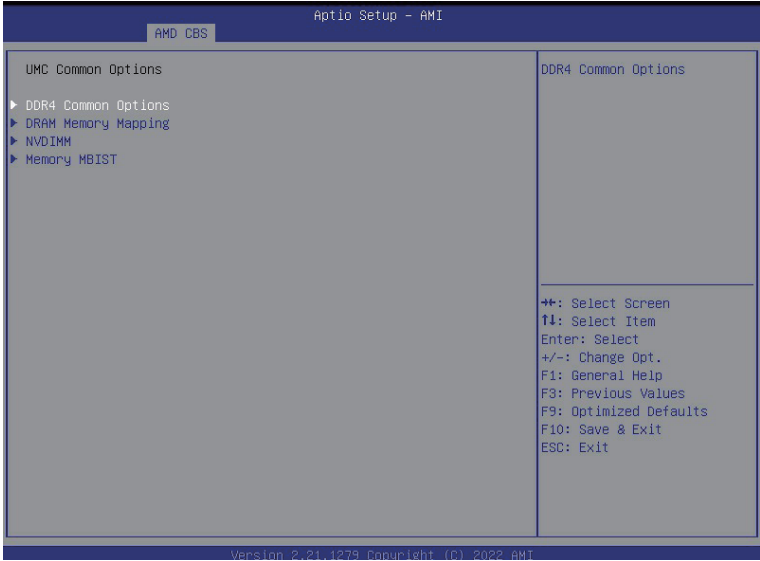 Aptio Setup – AMI
AMD CBS
UMC Common Options
DDR4 Common Options
DRAM Memory Mapping
NVDIMM
Memory MBIST
DDR4 Common Options
→←: Select Screen
↑↓: Select Item
Enter: Select
+/–: Change Opt.
F1: General Help
F3: Previous Values
F9: Optimized Defaults
F10: Save & Exit
ESC: Exit
Version 2.21.1279 Copyright (C) 2022 AMI